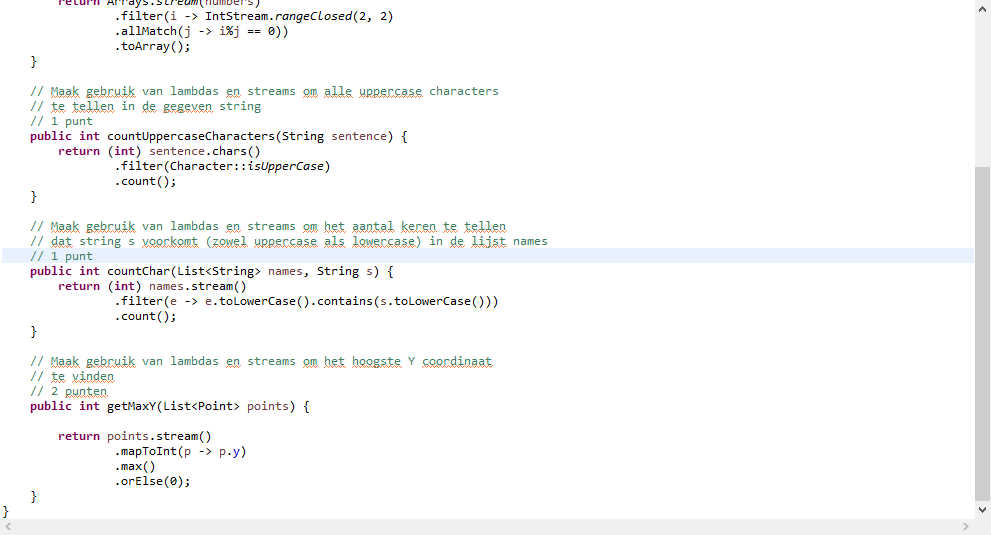 return Arrays.stream(numbers)
.filter(i -> IntStream.rangeClosed(2, 2)
.allMatch(j -> i%j == 0))
.toArray();
}
// Maak gebruik van lambdas en streams om alle uppercase characters
// te tellen in de gegeven string
// 1 punt
public int countUppercaseCharacters(String sentence) {
return (int) sentence.chars()
.filter(Character::isUpperCase)
.count();
}
// Maak gebruik van lambdas en streams om het aantal keren te tellen
// dat string s voorkomt (zowel uppercase als lowercase) in de lijst names
// 1 punt
public int countChar(List<String> names, String s) {
return (int) names.stream()
.filter(e -> e.toLowerCase().contains(s.toLowerCase()))
.count();
}
// Maak gebruik van lambdas en streams om het hoogste Y coordinaat
// te vinden
// 2 punten
public int getMaxY(List<Point> points) {
return points.stream()
.mapToInt(p -> p.y)
.max()
.orElse(0);
}
}